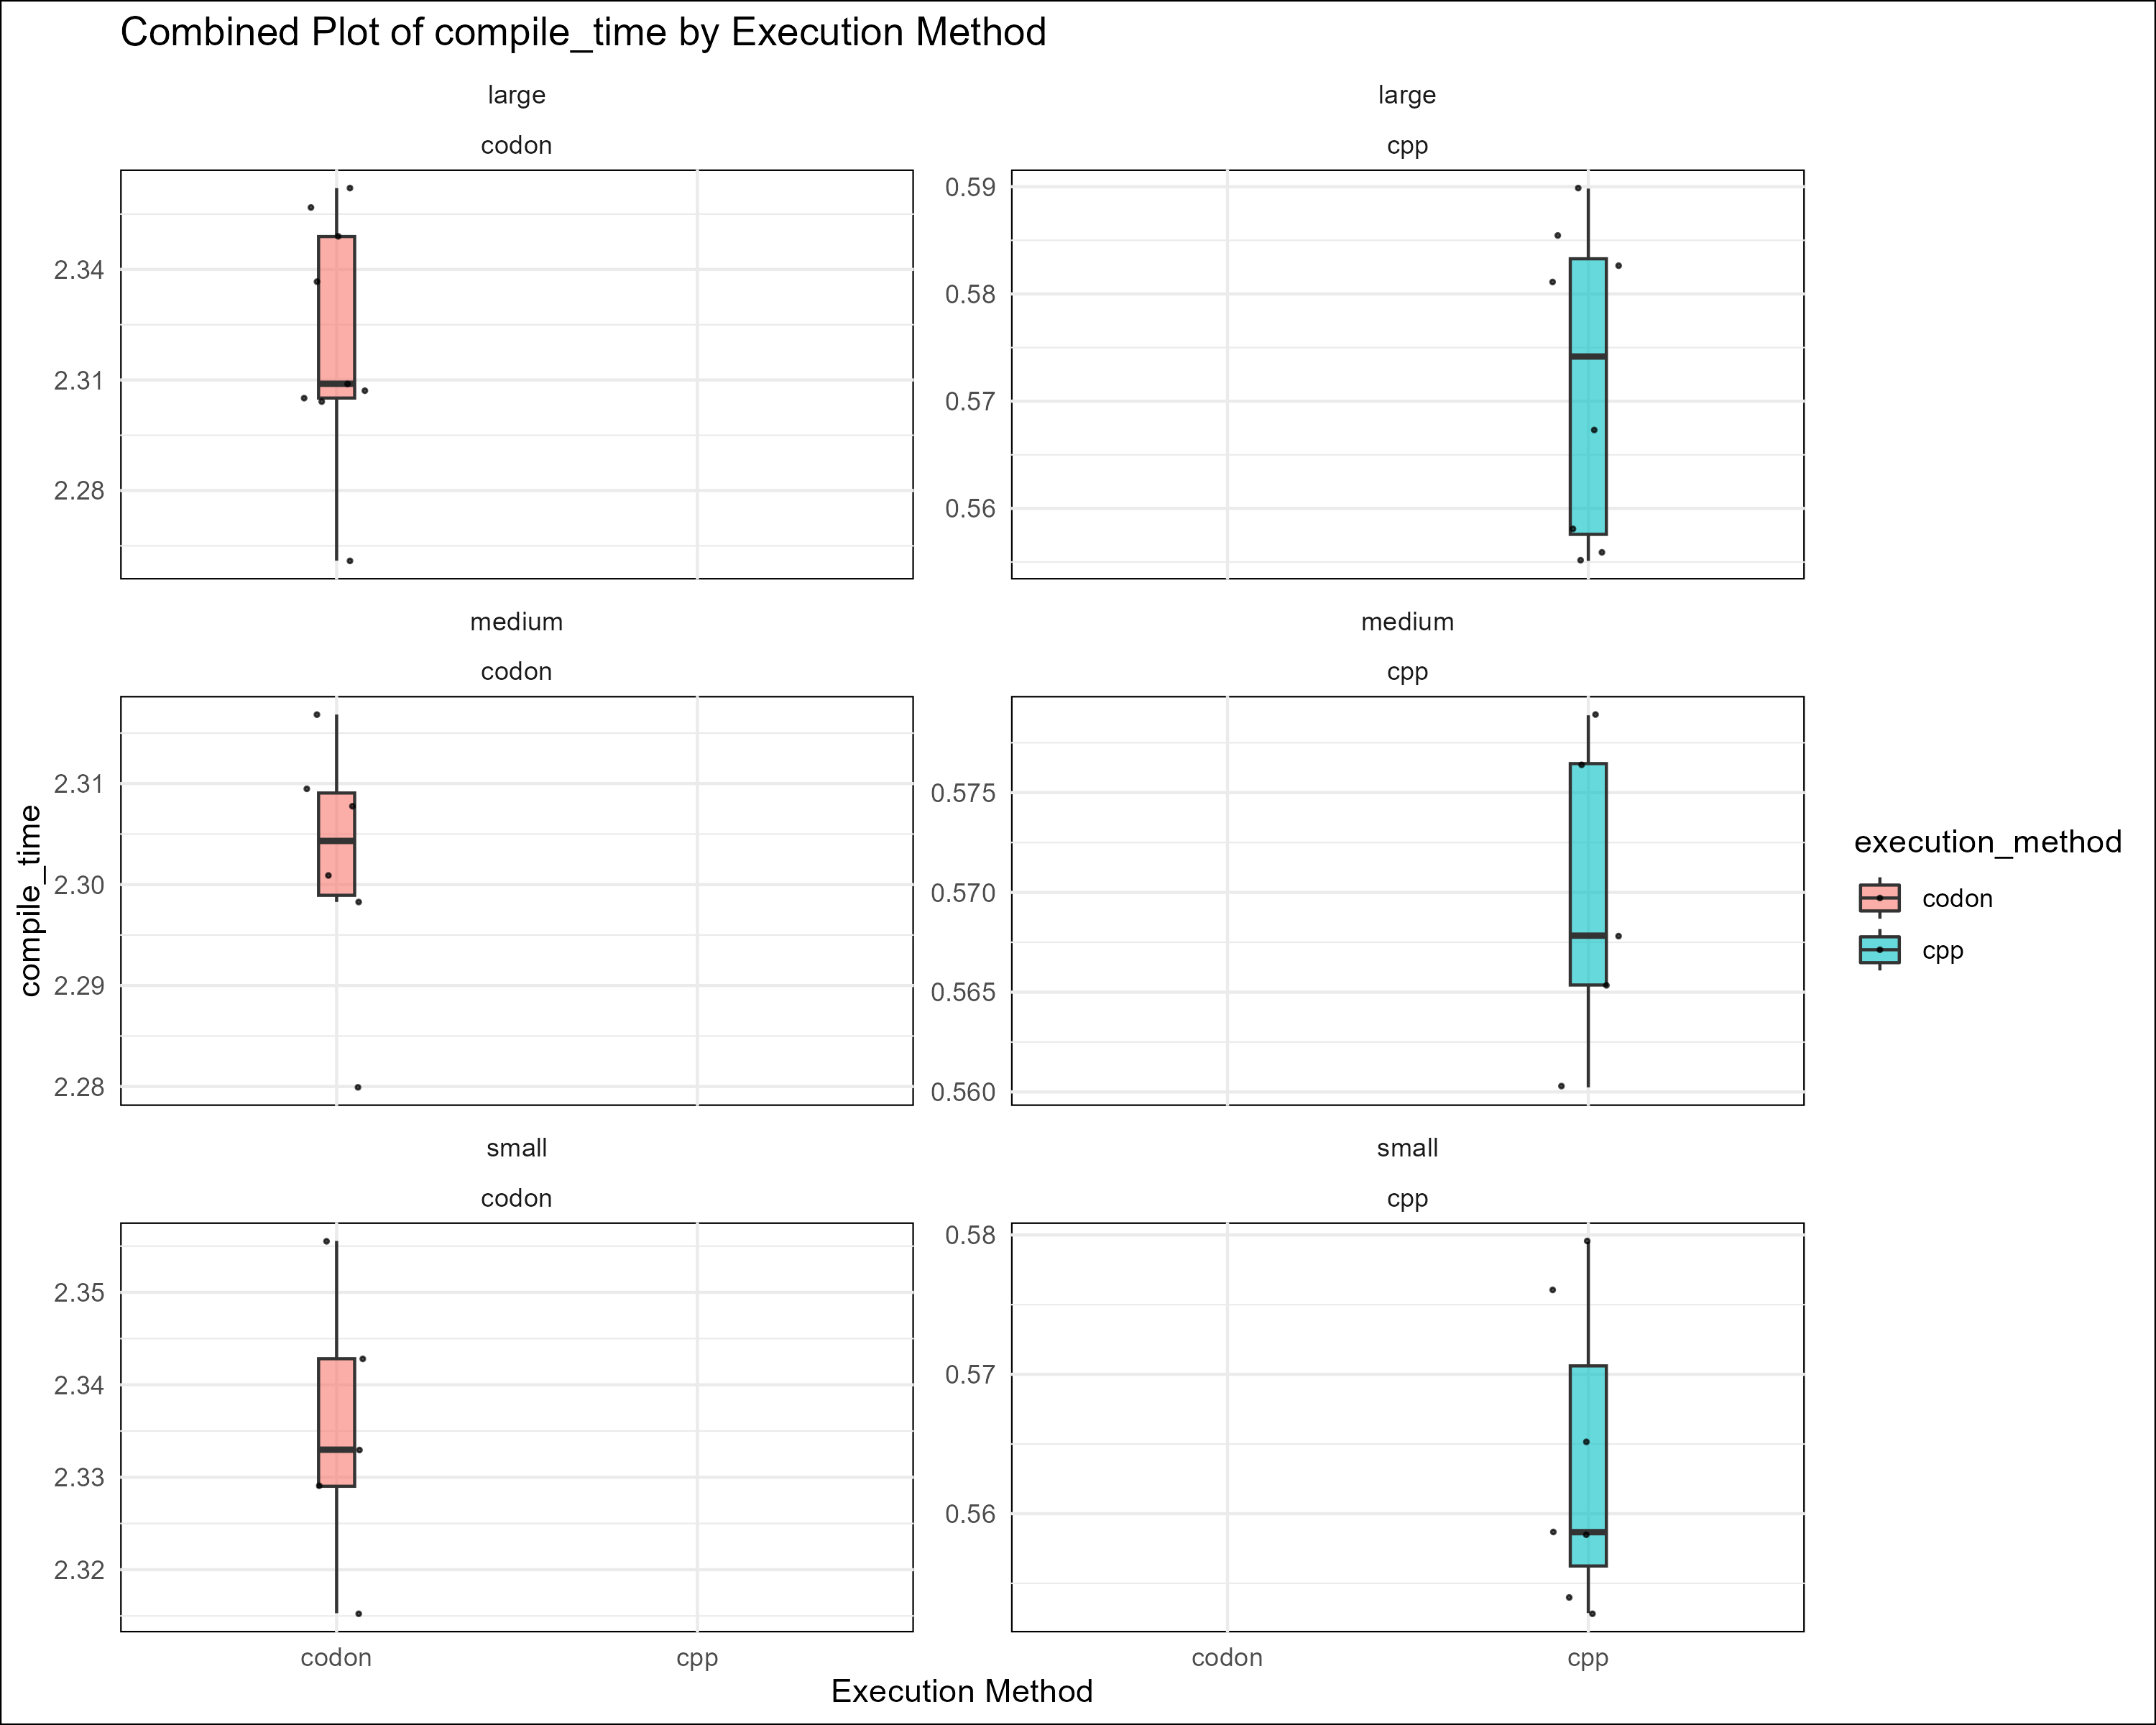 Combined Plot of compile_time by Execution Method
large
codon
2.34
2.31
2.28
large
cpp
0.59
0.58
0.57
0.56
medium
codon
2.31
2.30
2.29
2.28
medium
cpp
0.575
0.570
0.565
0.560
small
codon
2.35
2.34
2.33
2.32
codon
cpp
small
cpp
0.58
0.57
0.56
codon
cpp
compile_time
Execution Method
execution_method
codon
cpp